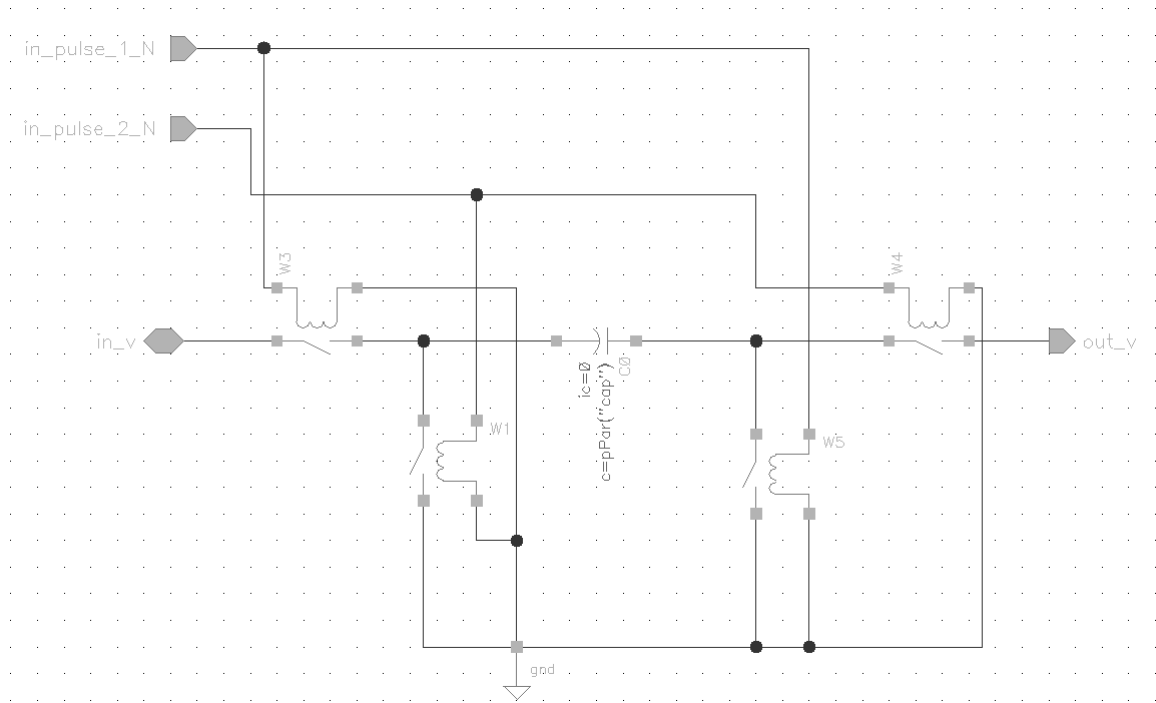 in_pulse_1_N
in_pulse_2_N
W3
W4
in_v
out_v
ic=0
C0
c=pPar("cap")
W1
W5
gnd